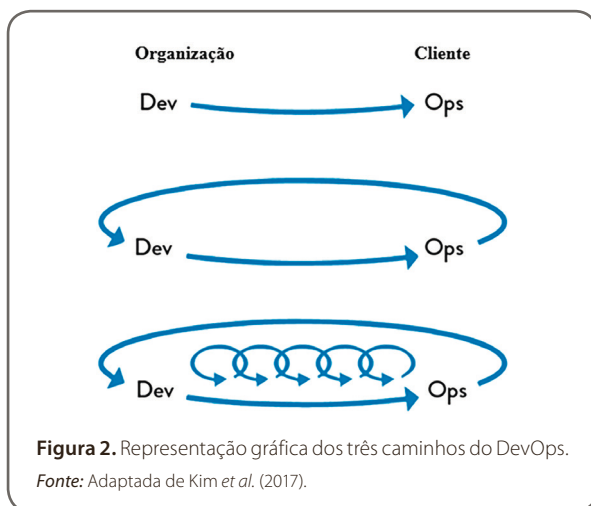 Organização Cliente
Dev Ops
Dev Ops
Dev Ops
Figura 2. Representação gráfica dos três caminhos do DevOps.
Fonte: Adaptada de Kim et al. (2017).